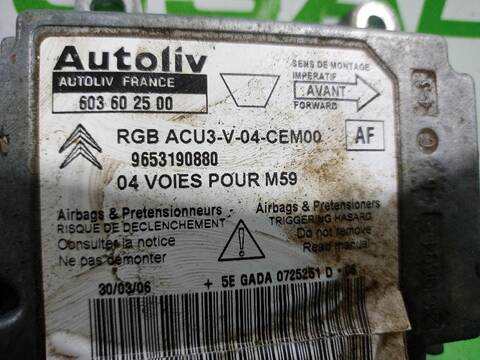 Autoliv
AUTOLIV FRANCE
603 60 25 00
SENS DE MONTAGE
IMPERATIF
AVANT
FORWARD
RGB ACU3-V-04-CEM00
AF
9653190880
04 VOIES POUR M59
Airbags & Pretensionneurs
RISQUE DE DECLENCHEMENT
Consulter la notice
Ne pas demonter
Airbags & Pretensioners
TRIGGERING HASARD
Do not remove
Read manual
30/03/06
+ 5E GADA 0725251 D